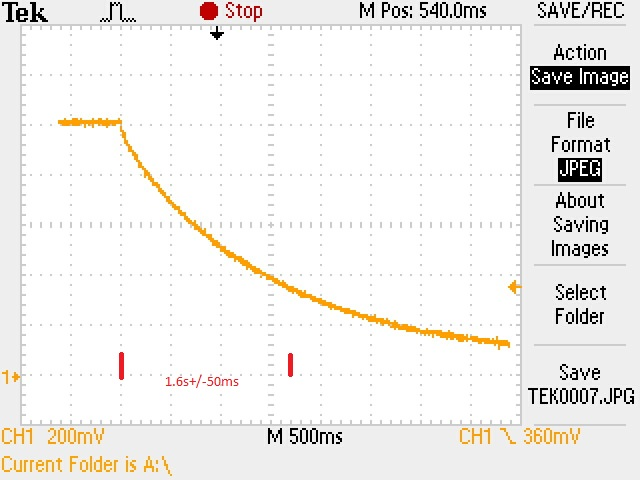 Tek Stop M Pos: 540.0ms SAVE/REC
Action
Save Image
File
Format
JPEG
About
Saving
Images
Select
Folder
Save
TEK0007.JPG
1.6s+/-50ms
1
CH1 200mV M 500ms CH1 360mV
Current Folder is A:\